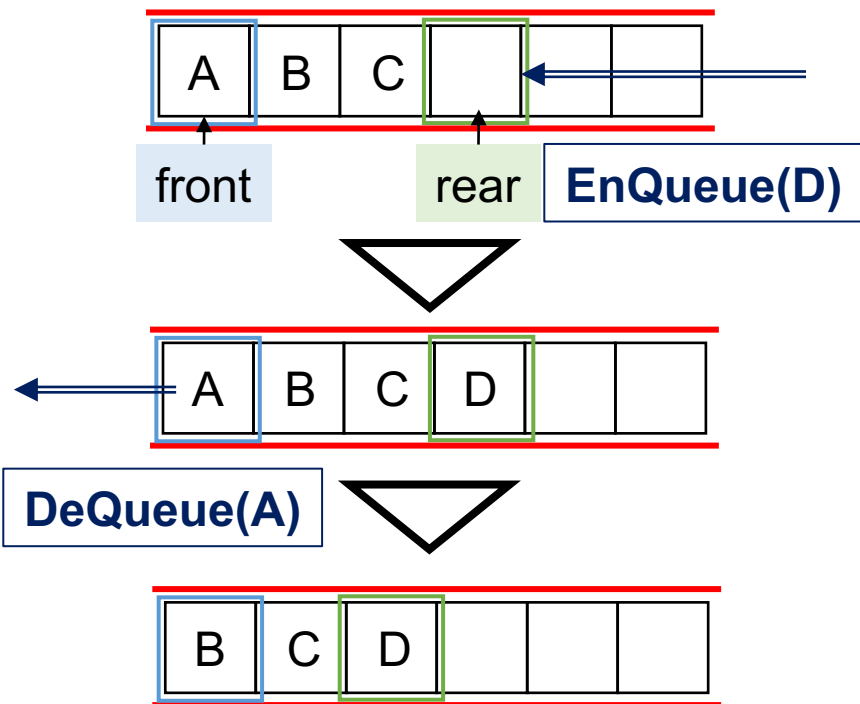 A B C
front rear EnQueue(D)
A B C D
DeQueue(A)
B C D